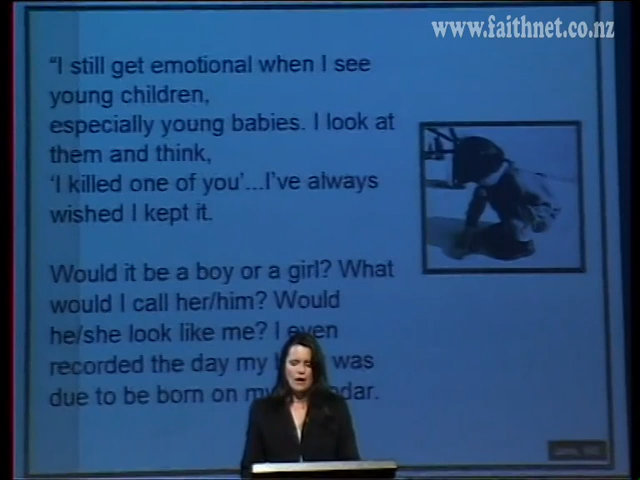 www.faithnet.co.nz
“I still get emotional when I see
young children,
especially young babies. I look at
them and think,
‘I killed one of you’...I’ve always
wished I kept it.
Would it be a boy or a girl? What
would I call her/him? Would
he/she look like me? I even
recorded the day my was
due to be born on my